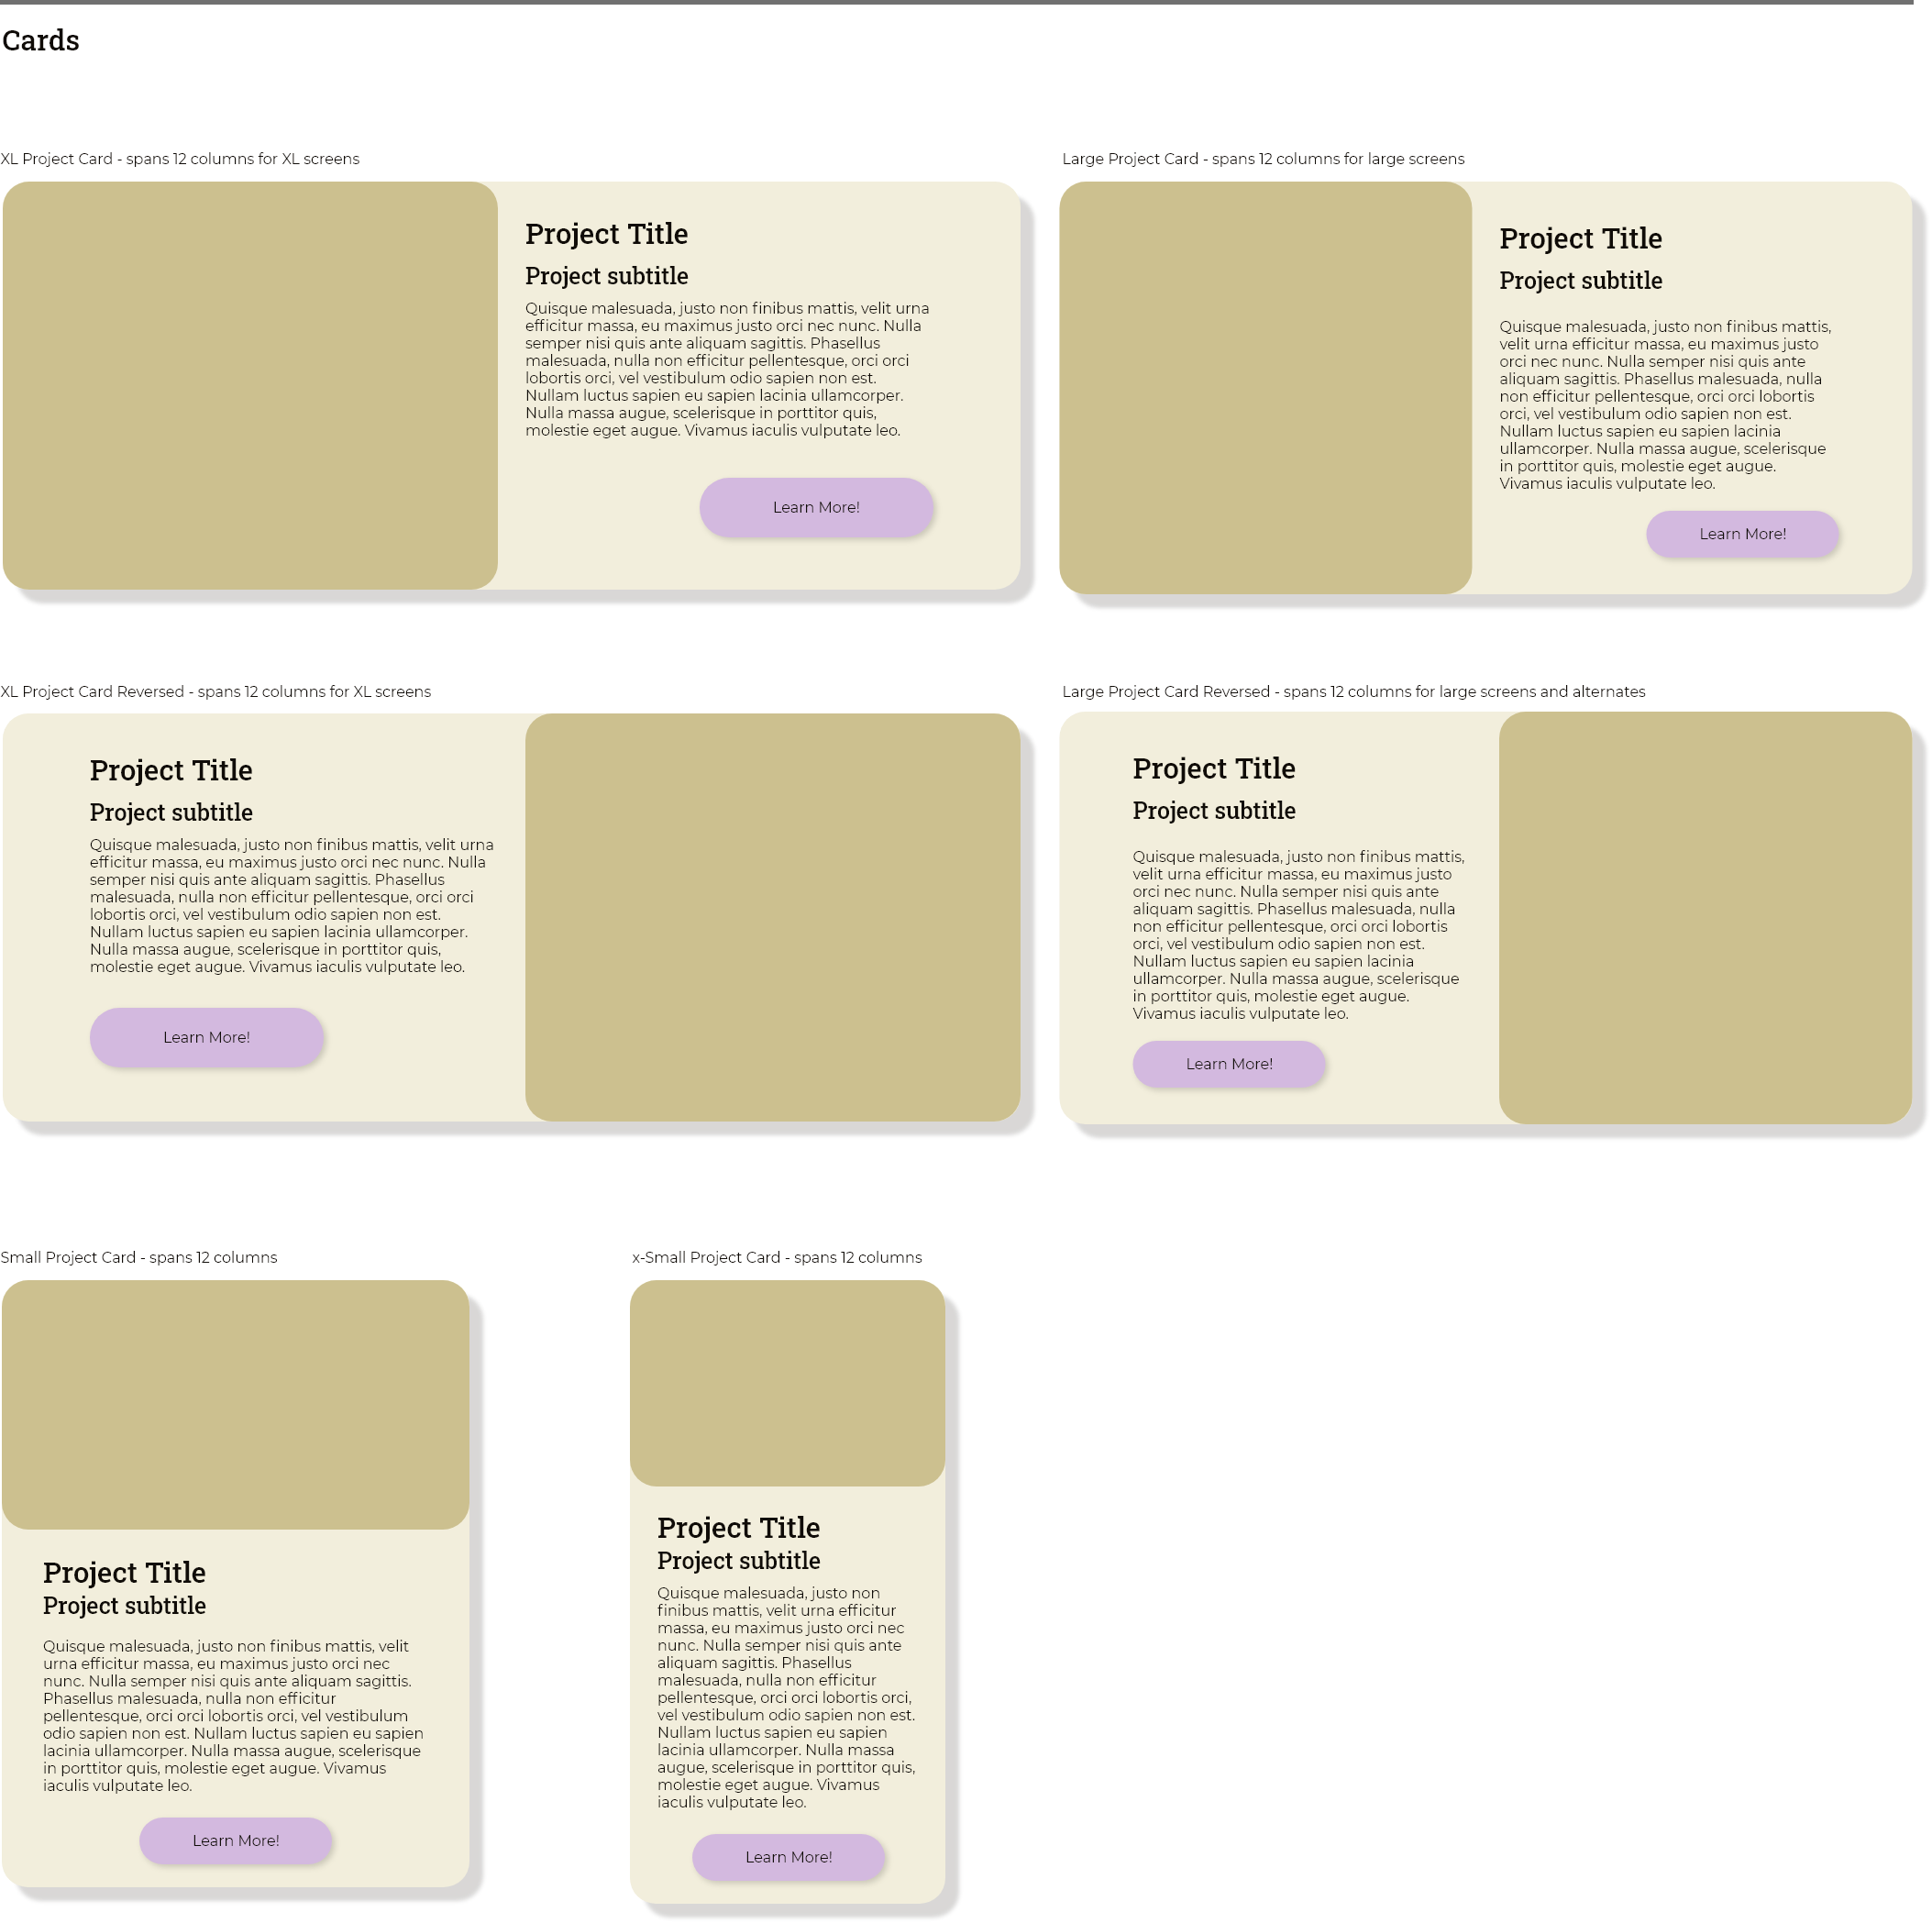 Cards
XL Project Card - spans 12 columns for XL screens
Project Title
Project subtitle
Quisque malesuada, justo non finibus mattis, velit urna
efficitur massa, eu maximus justo orci nec nunc. Nulla
semper nisi quis ante aliquam sagittis. Phasellus
malesuada, nulla non efficitur pellentesque, orci orci
lobortis orci, vel vestibulum odio sapien non est.
Nullam luctus sapien eu sapien lacinia ullamcorper.
Nulla massa augue, scelerisque in porttitor quis,
molestie eget augue. Vivamus iaculis vulputate leo.
Learn More!
Large Project Card - spans 12 columns for large screens
Project Title
Project subtitle
Quisque malesuada, justo non finibus mattis,
velit urna efficitur massa, eu maximus justo
orci nec nunc. Nulla semper nisi quis ante
aliquam sagittis. Phasellus malesuada, nulla
non efficitur pellentesque, orci orci lobortis
orci, vel vestibulum odio sapien non est.
Nullam luctus sapien eu sapien lacinia
ullamcorper. Nulla massa augue, scelerisque
in porttitor quis, molestie eget augue.
Vivamus iaculis vulputate leo.
Learn More!
XL Project Card Reversed - spans 12 columns for XL screens
Project Title
Project subtitle
Quisque malesuada, justo non finibus mattis, velit urna
efficitur massa, eu maximus justo orci nec nunc. Nulla
semper nisi quis ante aliquam sagittis. Phasellus
malesuada, nulla non efficitur pellentesque, orci orci
lobortis orci, vel vestibulum odio sapien non est.
Nullam luctus sapien eu sapien lacinia ullamcorper.
Nulla massa augue, scelerisque in porttitor quis,
molestie eget augue. Vivamus iaculis vulputate leo.
Learn More!
Large Project Card Reversed - spans 12 columns for large screens and alternates
Project Title
Project subtitle
Quisque malesuada, justo non finibus mattis,
velit urna efficitur massa, eu maximus justo
orci nec nunc. Nulla semper nisi quis ante
aliquam sagittis. Phasellus malesuada, nulla
non efficitur pellentesque, orci orci lobortis
orci, vel vestibulum odio sapien non est.
Nullam luctus sapien eu sapien lacinia
ullamcorper. Nulla massa augue, scelerisque
in porttitor quis, molestie eget augue.
Vivamus iaculis vulputate leo.
Learn More!
Small Project Card - spans 12 columns
Project Title
Project subtitle
Quisque malesuada, justo non finibus mattis, velit
urna efficitur massa, eu maximus justo orci nec
nunc. Nulla semper nisi quis ante aliquam sagittis.
Phasellus malesuada, nulla non efficitur
pellentesque, orci orci lobortis orci, vel vestibulum
odio sapien non est. Nullam luctus sapien eu sapien
lacinia ullamcorper. Nulla massa augue, scelerisque
in porttitor quis, molestie eget augue. Vivamus
iaculis vulputate leo.
Learn More!
x-Small Project Card - spans 12 columns
Project Title
Project subtitle
Quisque malesuada, justo non
finibus mattis, velit urna efficitur
massa, eu maximus justo orci nec
nunc. Nulla semper nisi quis ante
aliquam sagittis. Phasellus
malesuada, nulla non efficitur
pellentesque, orci orci lobortis orci,
vel vestibulum odio sapien non est.
Nullam luctus sapien eu sapien
lacinia ullamcorper. Nulla massa
augue, scelerisque in porttitor quis,
molestie eget augue. Vivamus
iaculis vulputate leo.
Learn More!